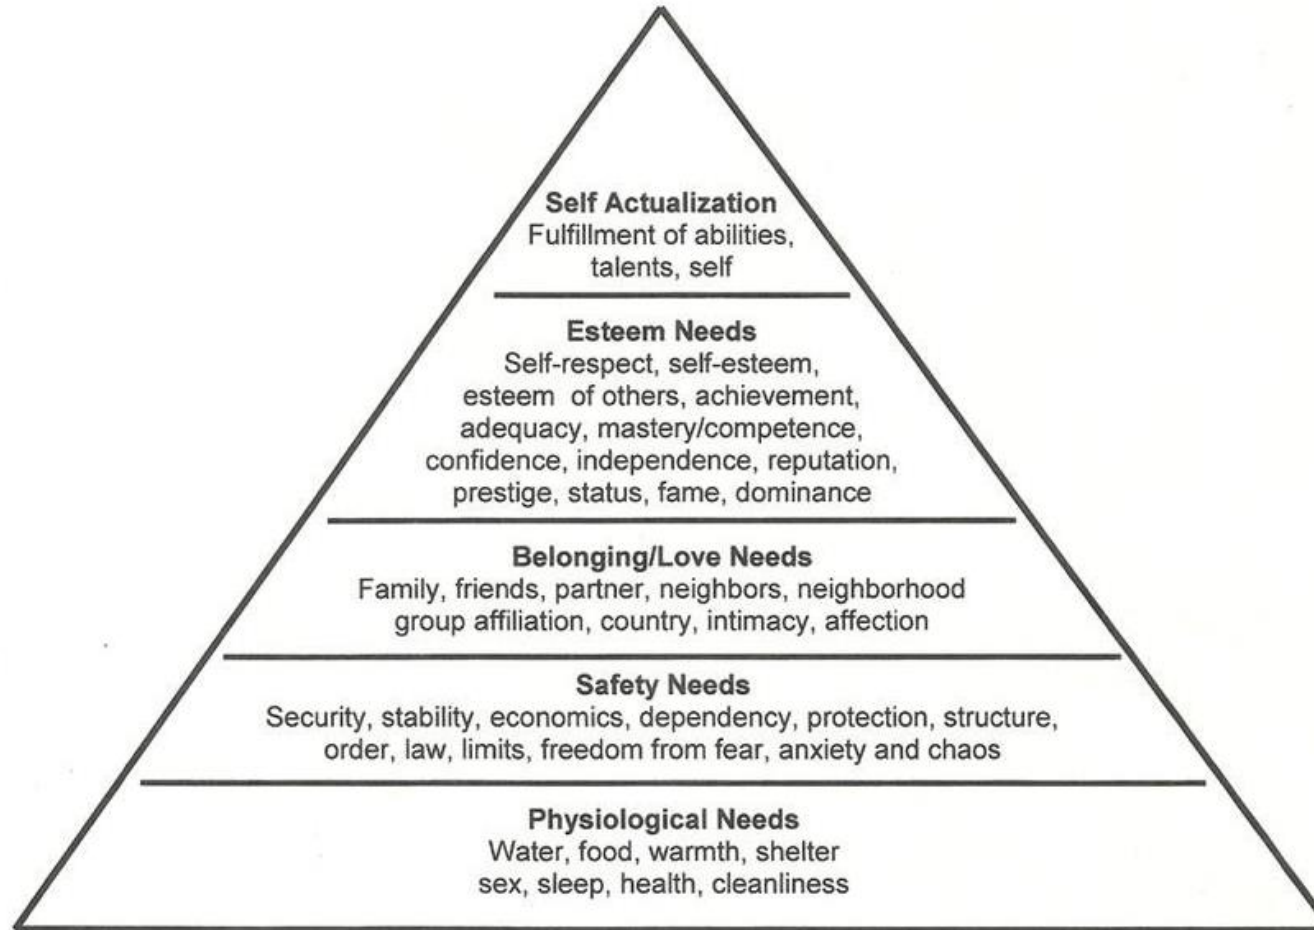 Self Actualization
Fulfillment of abilities,
talents, self
Esteem Needs
Self-respect, self-esteem,
esteem of others, achievement,
adequacy, mastery/competence,
confidence, independence, reputation,
prestige, status, fame, dominance
Belonging/Love Needs
Family, friends, partner, neighbors, neighborhood
group affiliation, country, intimacy, affection
Safety Needs
Security, stability, economics, dependency, protection, structure,
order, law, limits, freedom from fear, anxiety and chaos
Physiological Needs
Water, food, warmth, shelter
sex, sleep, health, cleanliness